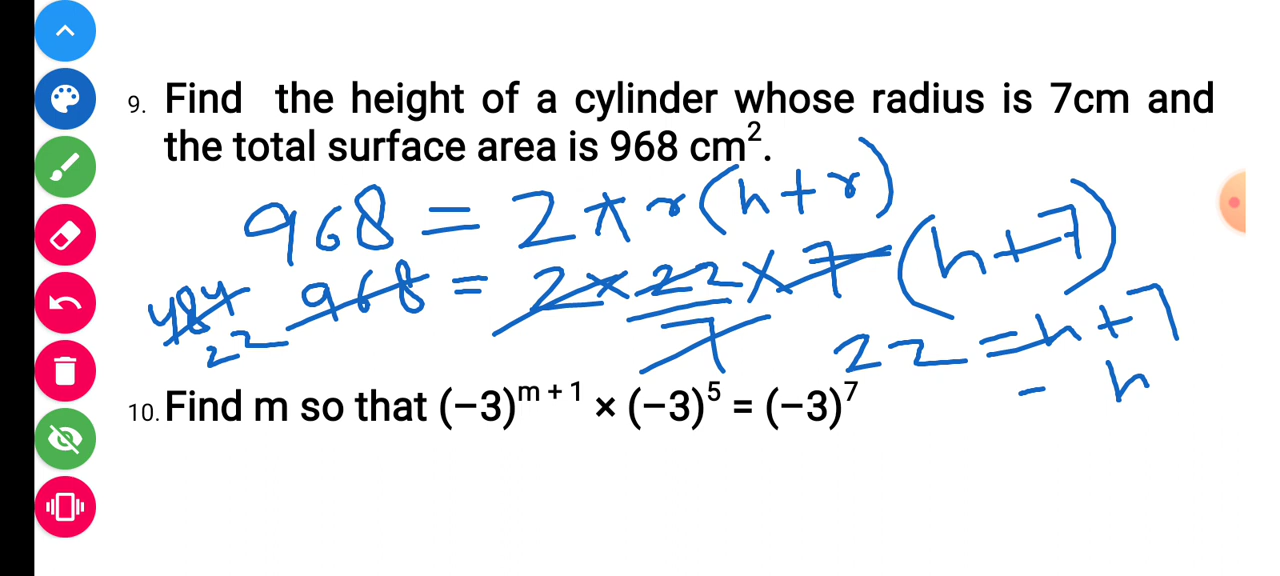 9. Find the height of a cylinder whose radius is 7cm and
the total surface area is 968 cm².
968 = 2πr(h+r)
968 = 2×22×7 (h+7)
7
484
22
22 = h+7
= h
10. Find m so that (−3)^{m + 1} × (−3)⁵ = (−3)⁷